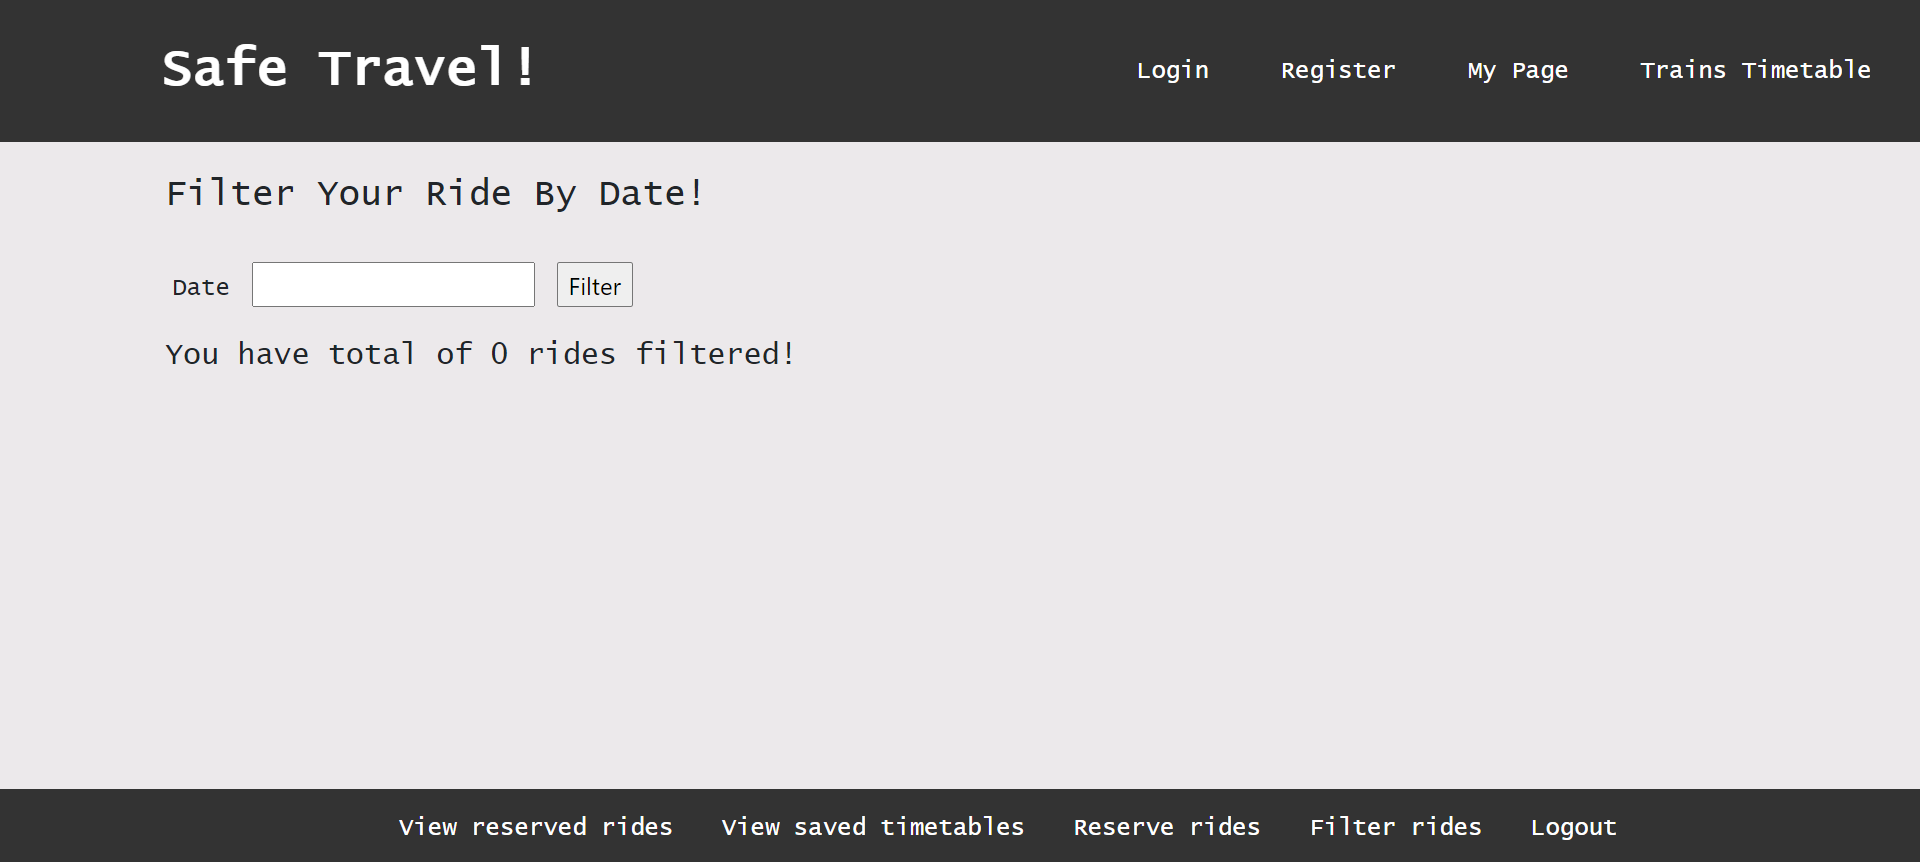 Safe Travel!
Login Register My Page Trains Timetable
Filter Your Ride By Date!
Date Filter
You have total of 0 rides filtered!
View reserved rides View saved timetables Reserve rides Filter rides Logout